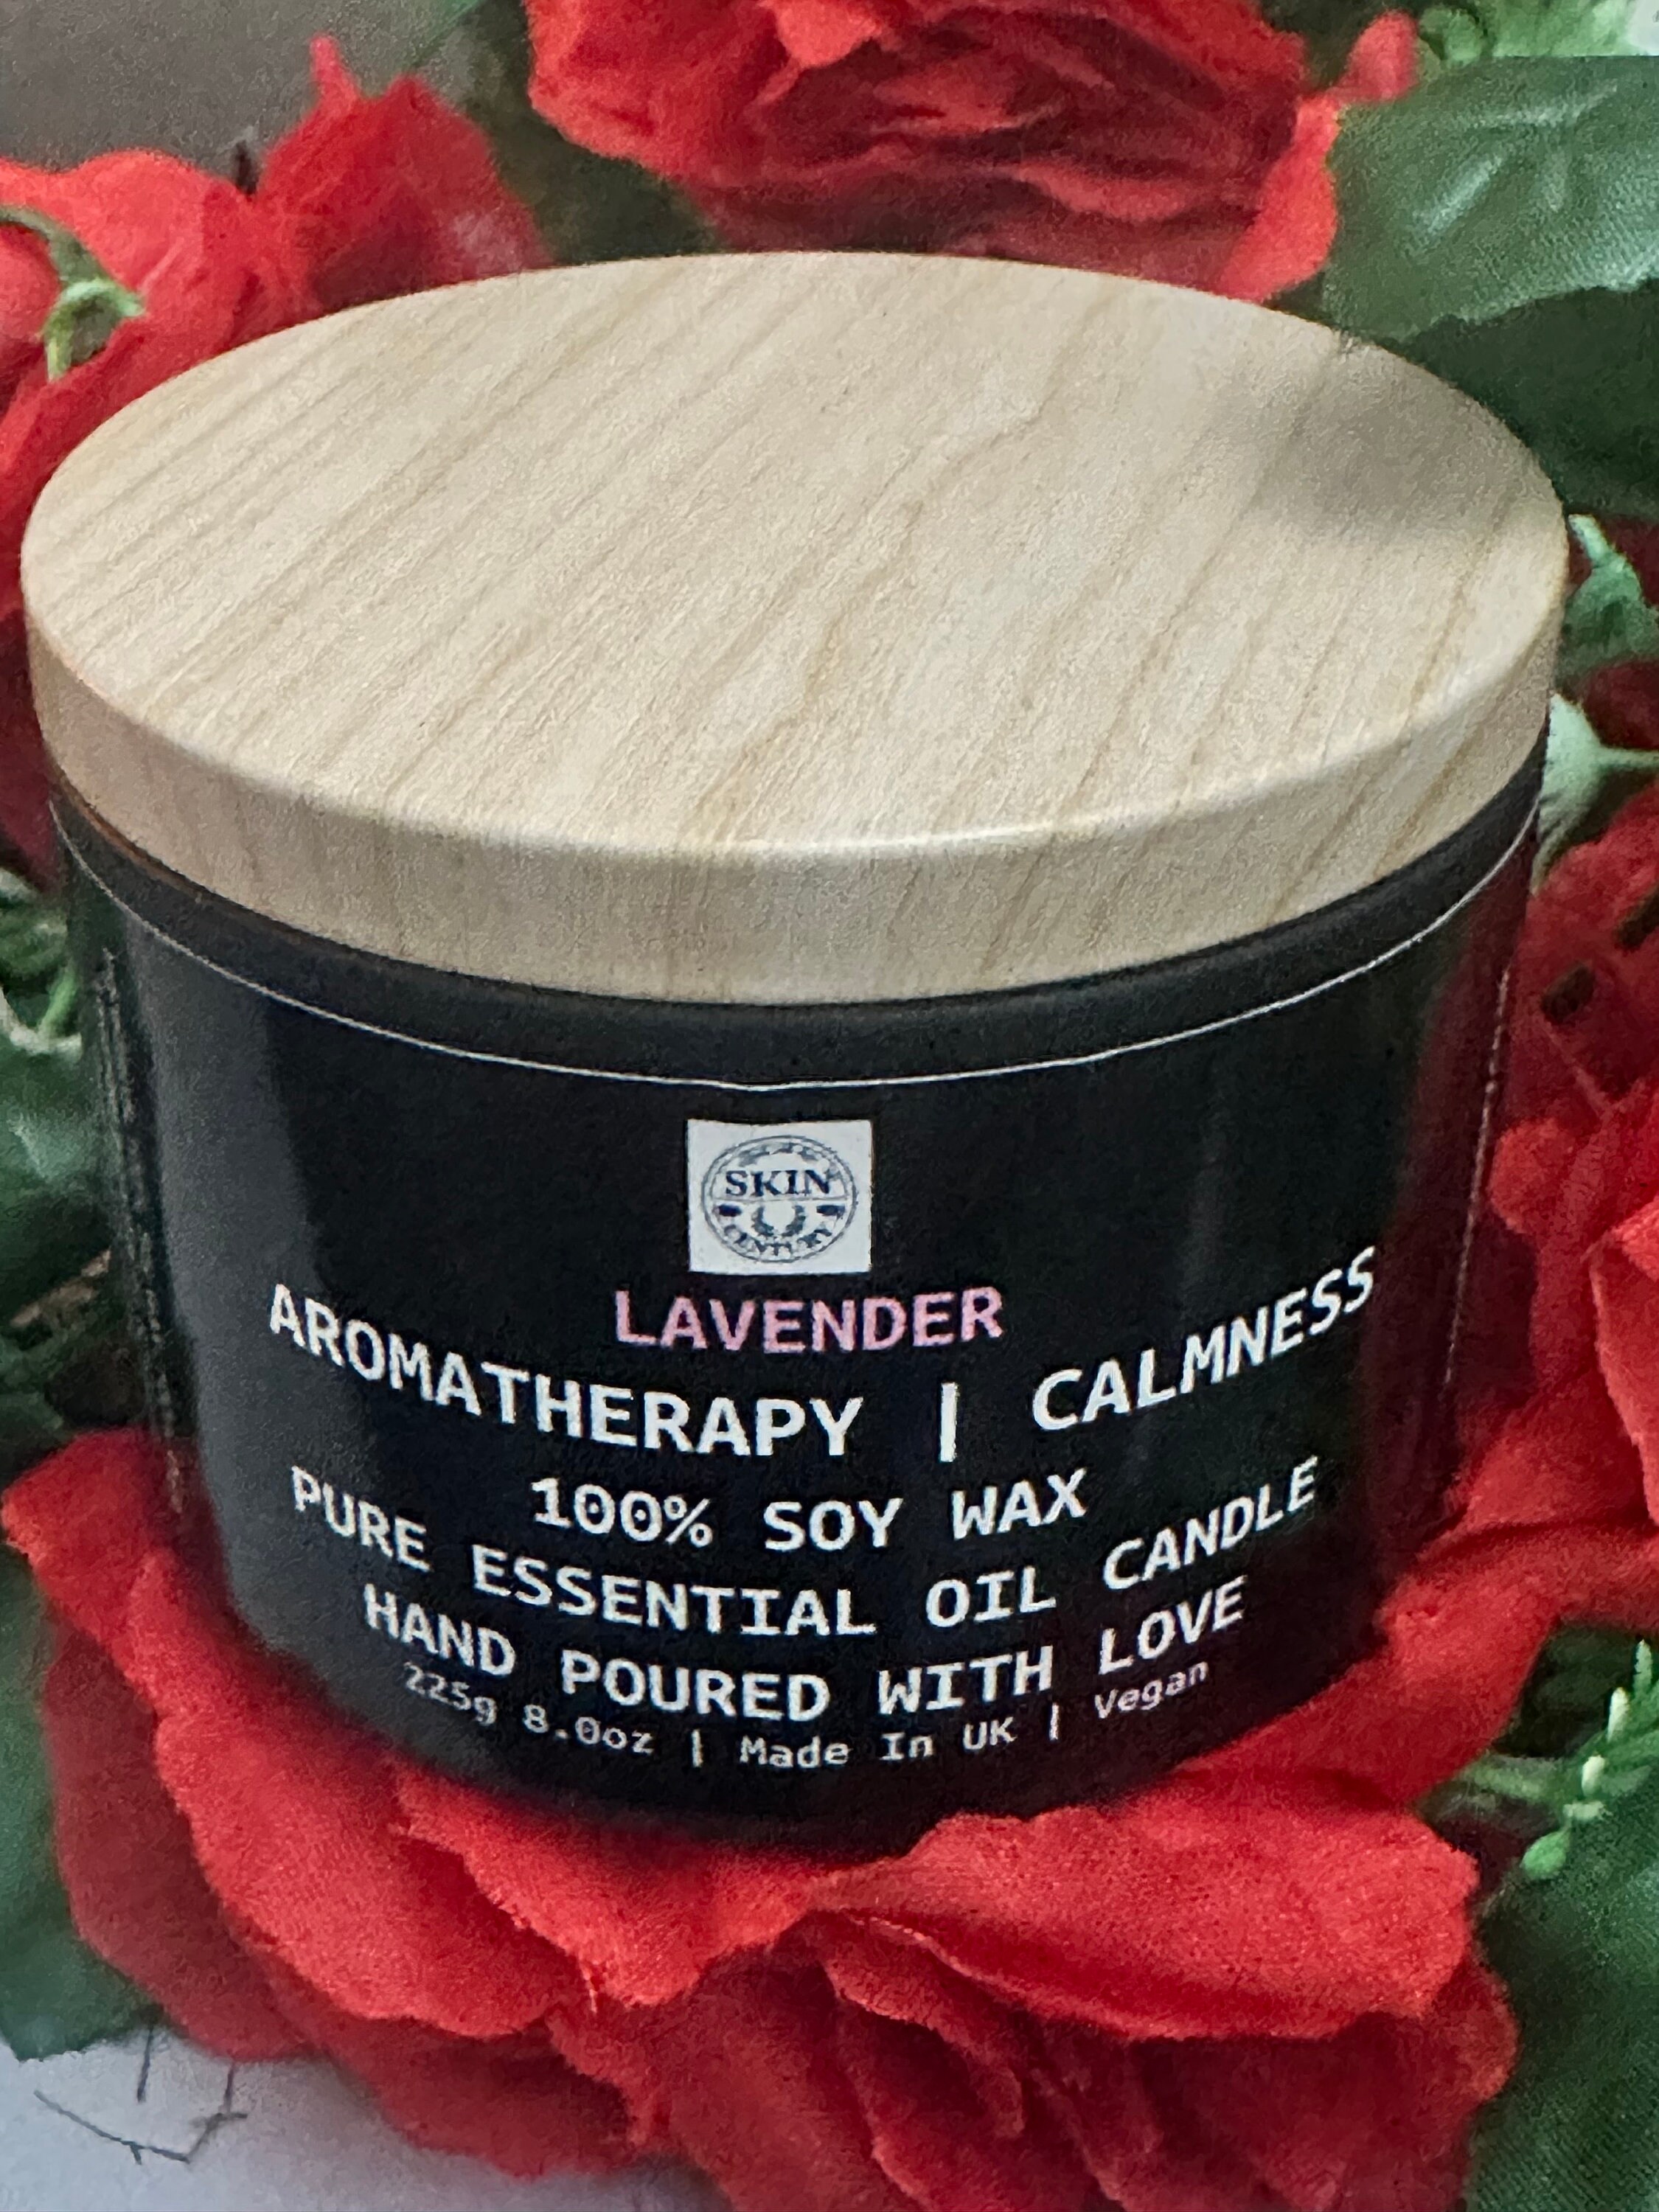 SKIN
CENTURY
LAVENDER
AROMATHERAPY | CALMNESS
100% SOY WAX
PURE ESSENTIAL OIL CANDLE
HAND POURED WITH LOVE
225g 8.0oz | Made In UK | Vegan